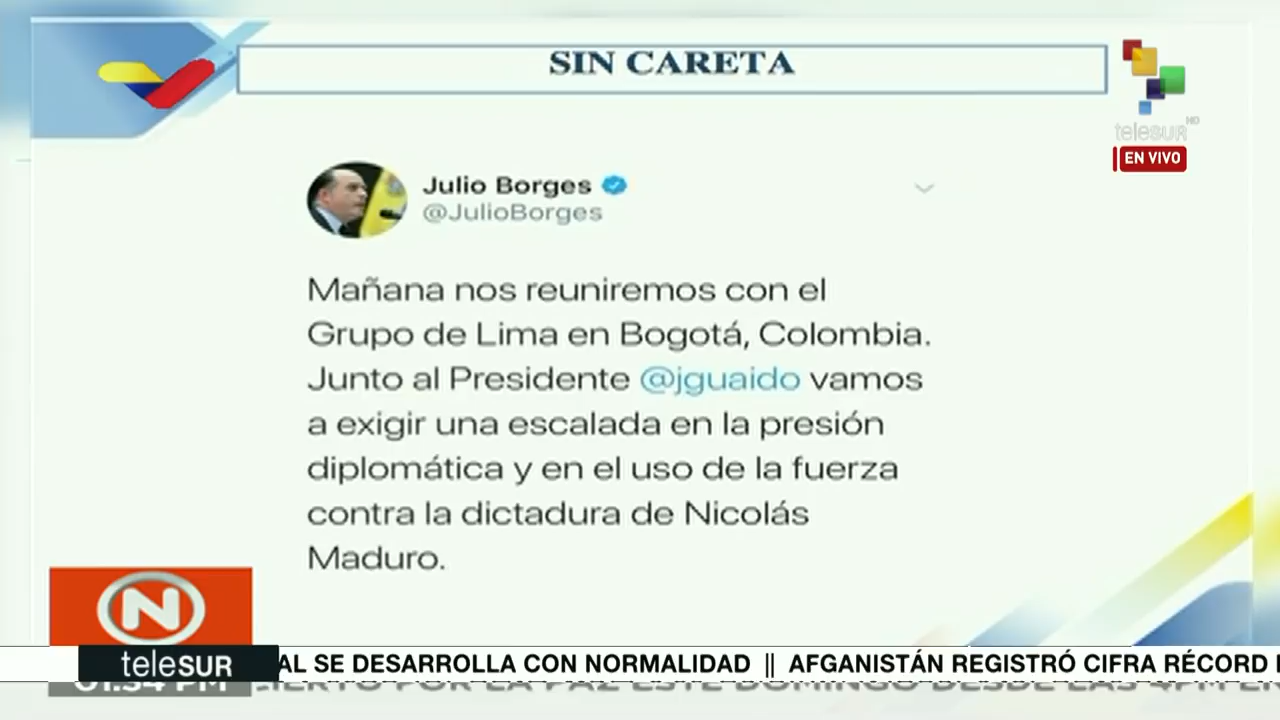 SIN CARETA
telesur HD
EN VIVO
Julio Borges
@JulioBorges
Mañana nos reuniremos con el
Grupo de Lima en Bogotá, Colombia.
Junto al Presidente @jguaido vamos
a exigir una escalada en la presión
diplomática y en el uso de la fuerza
contra la dictadura de Nicolás
Maduro.
N
telesur
AL SE DESARROLLA CON NORMALIDAD || AFGANISTÁN REGISTRÓ CIFRA RÉCORD